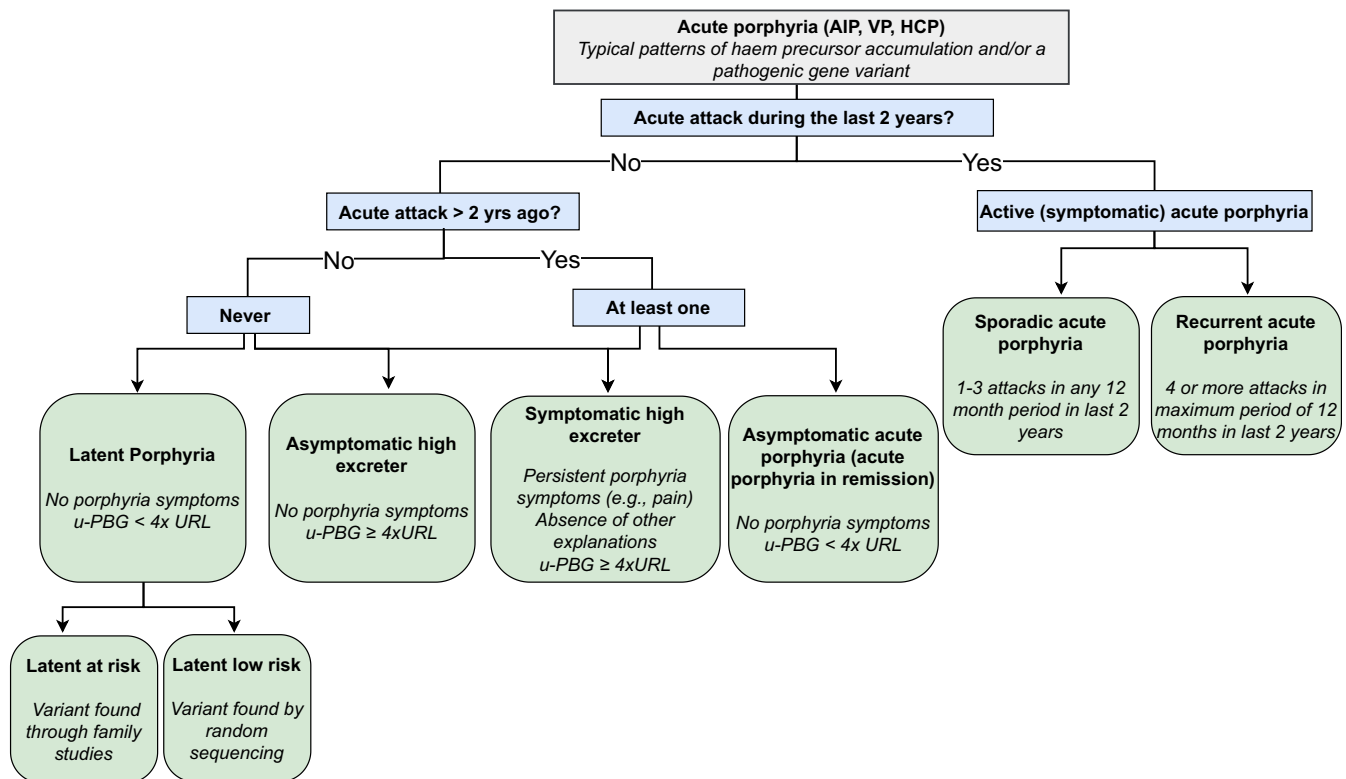 Acute porphyria (AIP, VP, HCP)
Typical patterns of haem precursor accumulation and/or a
pathogenic gene variant
Acute attack during the last 2 years?
No
Yes
Acute attack > 2 yrs ago?
Active (symptomatic) acute porphyria
No
Yes
Never
At least one
Sporadic acute
porphyria
1-3 attacks in any 12
month period in last 2
years
Recurrent acute
porphyria
4 or more attacks in
maximum period of 12
months in last 2 years
Latent Porphyria
No porphyria symptoms
u-PBG < 4x URL
Asymptomatic high
excreter
No porphyria symptoms
u-PBG ≥ 4xURL
Symptomatic high
excreter
Persistent porphyria
symptoms (e.g., pain)
Absence of other
explanations
u-PBG ≥ 4xURL
Asymptomatic acute
porphyria (acute
porphyria in remission)
No porphyria symptoms
u-PBG < 4x URL
Latent at risk
Variant found
through family
studies
Latent low risk
Variant found by
random
sequencing